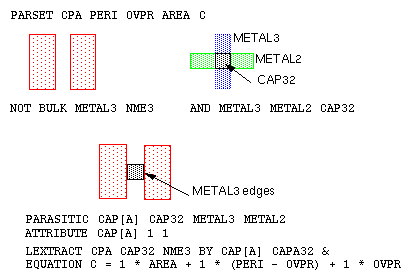 PARSET CPA PERI OVPR AREA C
METAL3
METAL2
CAP32
NOT BULK METAL3 NME3
AND METAL3 METAL2 CAP32
METAL3 edges
PARASITIC CAP[A] CAP32 METAL3 METAL2
ATTRIBUTE CAP[A] 1 1
LEXTRACT CPA CAP32 NME3 BY CAP[A] CAPA32 &
EQUATION C = 1 * AREA + 1 * (PERI - OVPR) + 1 * OVPR